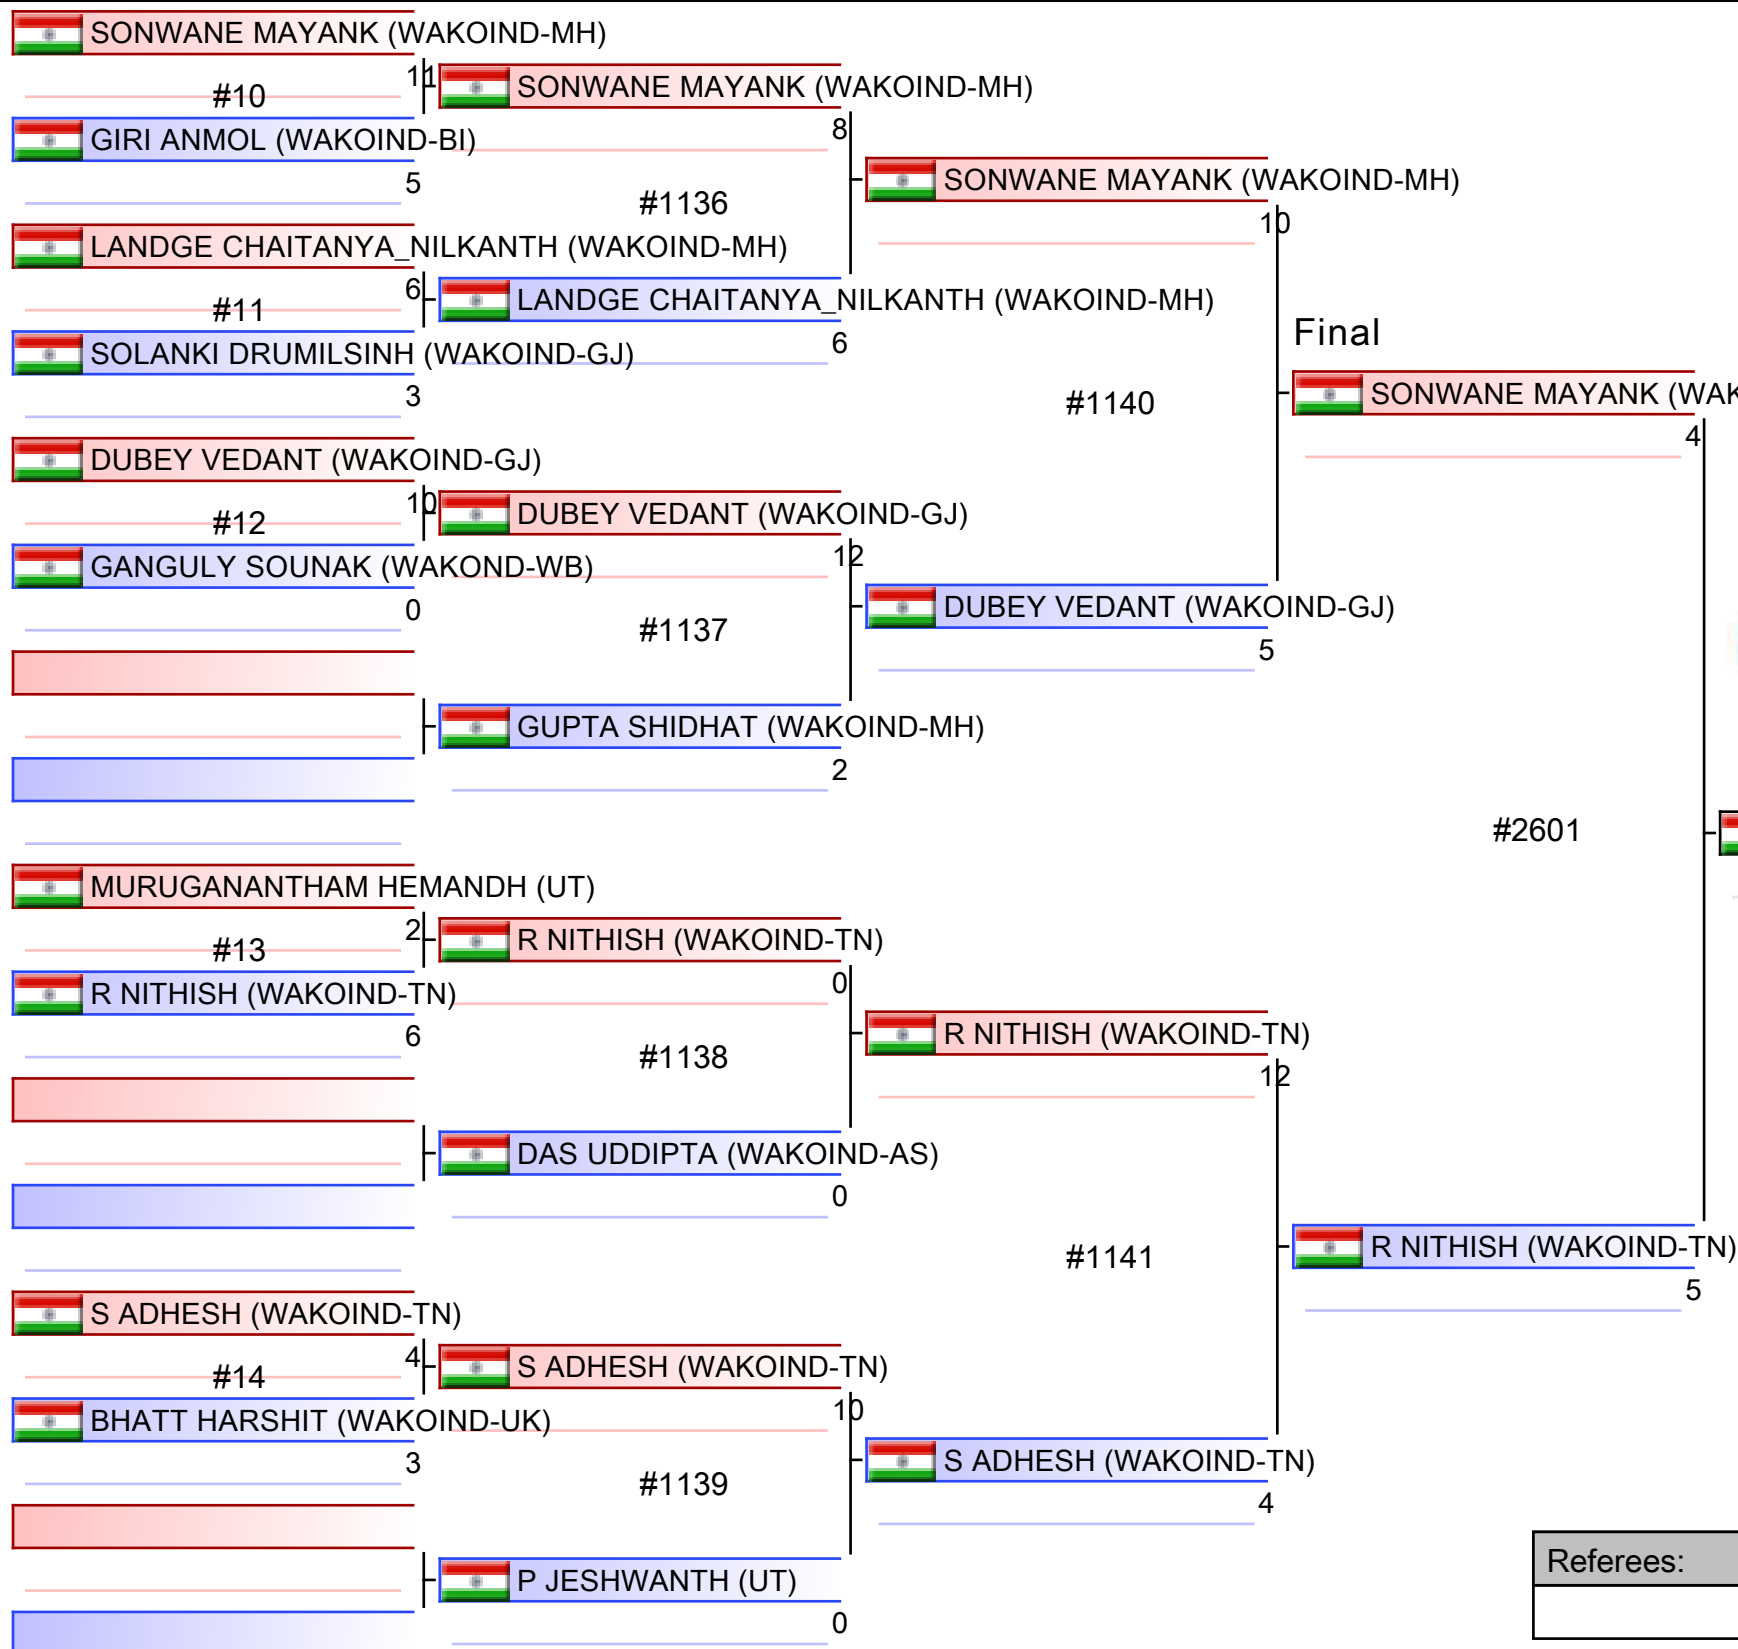 SONWANE MAYANK (WAKOIND-MH)
11
#10
GIRI ANMOL (WAKOIND-BI)
5
LANDGE CHAITANYA_NILKANTH (WAKOIND-MH)
6
#11
SOLANKI DRUMILSINH (WAKOIND-GJ)
3
DUBEY VEDANT (WAKOIND-GJ)
10
#12
GANGULY SOUNAK (WAKOND-WB)
0
MURUGANANTHAM HEMANDH (UT)
2
#13
R NITHISH (WAKOIND-TN)
6
S ADHESH (WAKOIND-TN)
4
#14
BHATT HARSHIT (WAKOIND-UK)
3
SONWANE MAYANK (WAKOIND-MH)
8
#1136
LANDGE CHAITANYA_NILKANTH (WAKOIND-MH)
6
DUBEY VEDANT (WAKOIND-GJ)
12
#1137
GUPTA SHIDHAT (WAKOIND-MH)
2
R NITHISH (WAKOIND-TN)
0
#1138
DAS UDDIPTA (WAKOIND-AS)
0
S ADHESH (WAKOIND-TN)
10
#1139
P JESHWANTH (UT)
0
SONWANE MAYANK (WAKOIND-MH)
10
#1140
DUBEY VEDANT (WAKOIND-GJ)
5
R NITHISH (WAKOIND-TN)
12
#1141
S ADHESH (WAKOIND-TN)
4
Final
SONWANE MAYANK (WAK
4
#2601
R NITHISH (WAKOIND-TN)
5
Referees: